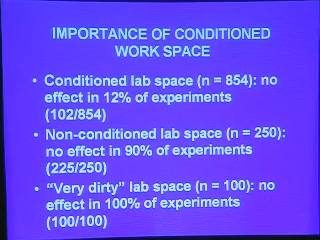 IMPORTANCE OF CONDITIONED
WORK SPACE
• Conditioned lab space (n = 854): no
effect in 12% of experiments
(102/854)
• Non-conditioned lab space (n = 250):
no effect in 90% of experiments
(225/250)
• “Very dirty” lab space (n = 100): no
effect in 100% of experiments
(100/100)